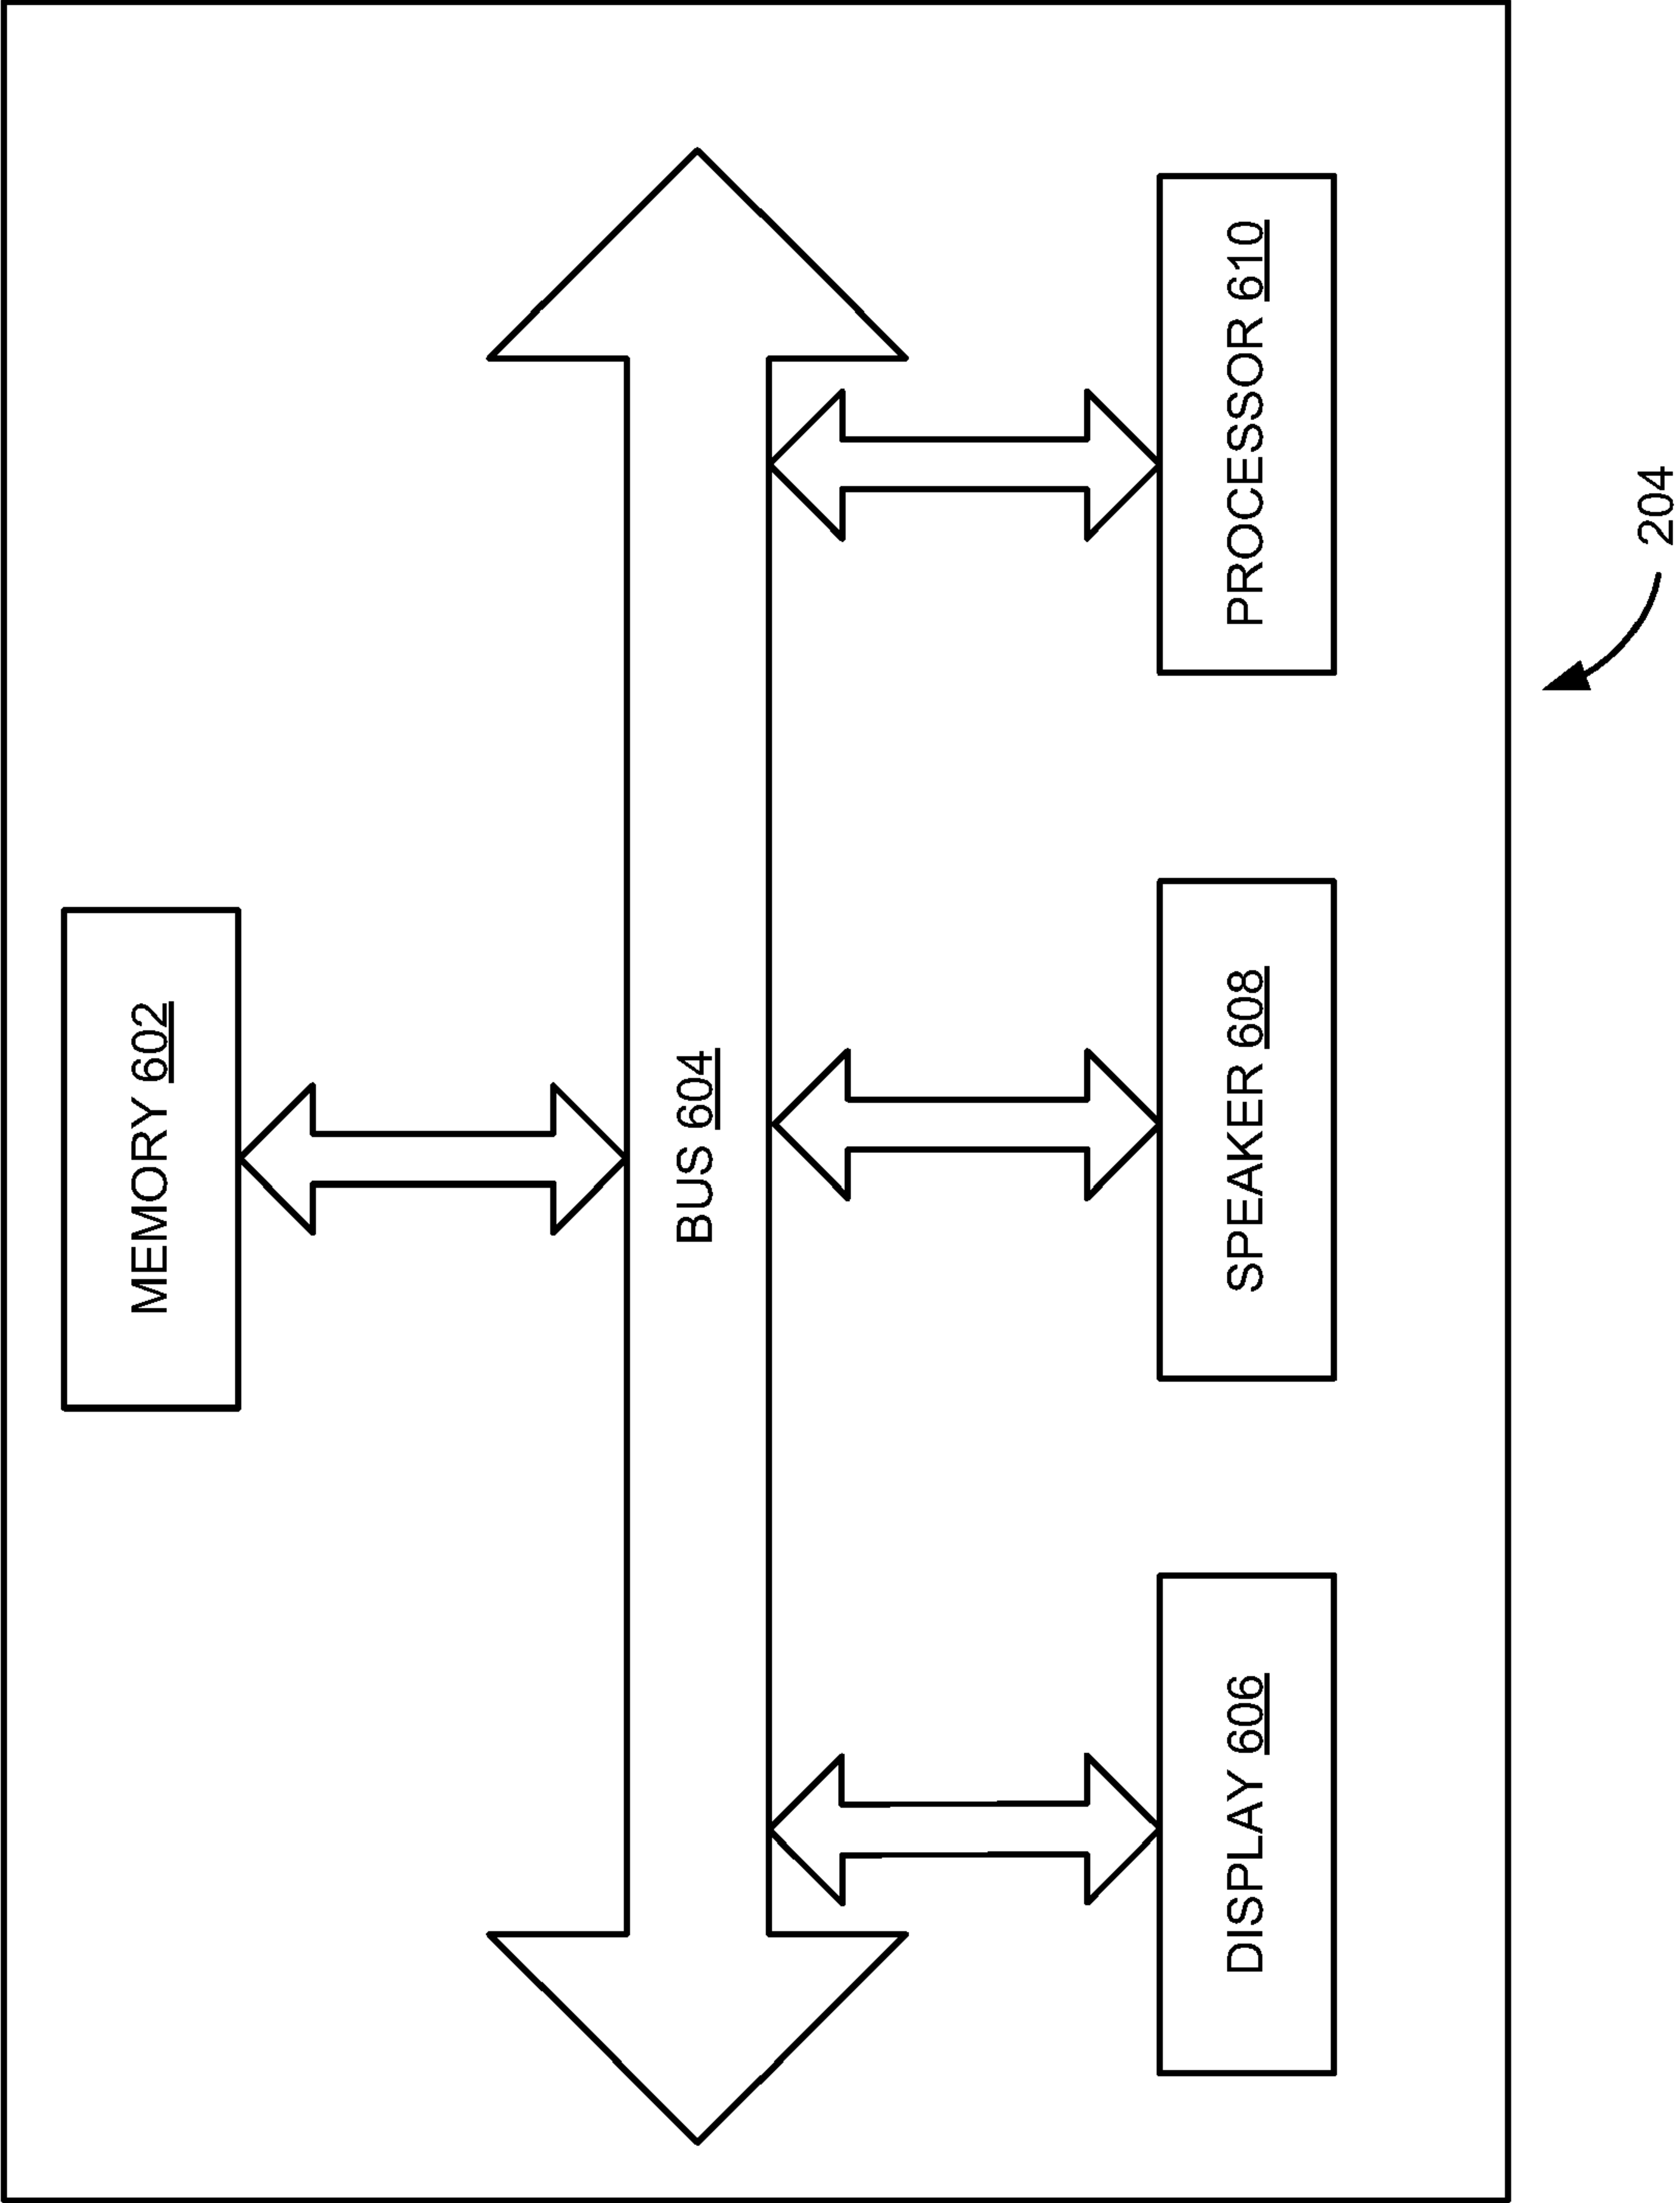 MEMORY 602
BUS 604
DISPLAY 606
SPEAKER 608
PROCESSOR 610
204